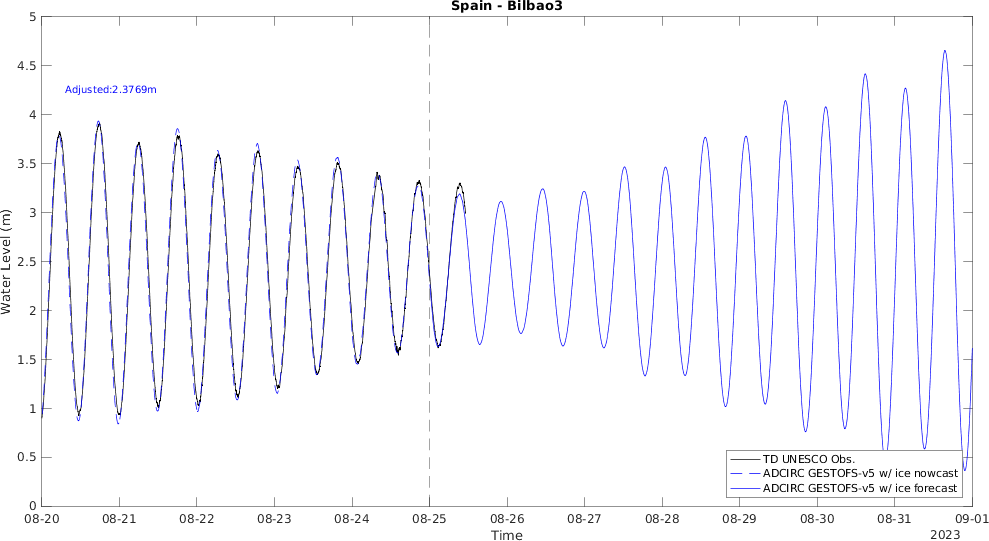 Spain - Bilbao3
5
4.5
4
3.5
3
2.5
2
1.5
1
0.5
0
Water Level (m)
Adjusted:2.3769m
TD UNESCO Obs.
ADCIRC GESTOFS-v5 w/ ice nowcast
ADCIRC GESTOFS-v5 w/ ice forecast
08-20 08-21 08-22 08-23 08-24 08-25 08-26 08-27 08-28 08-29 08-30 08-31 09-01
Time
2023